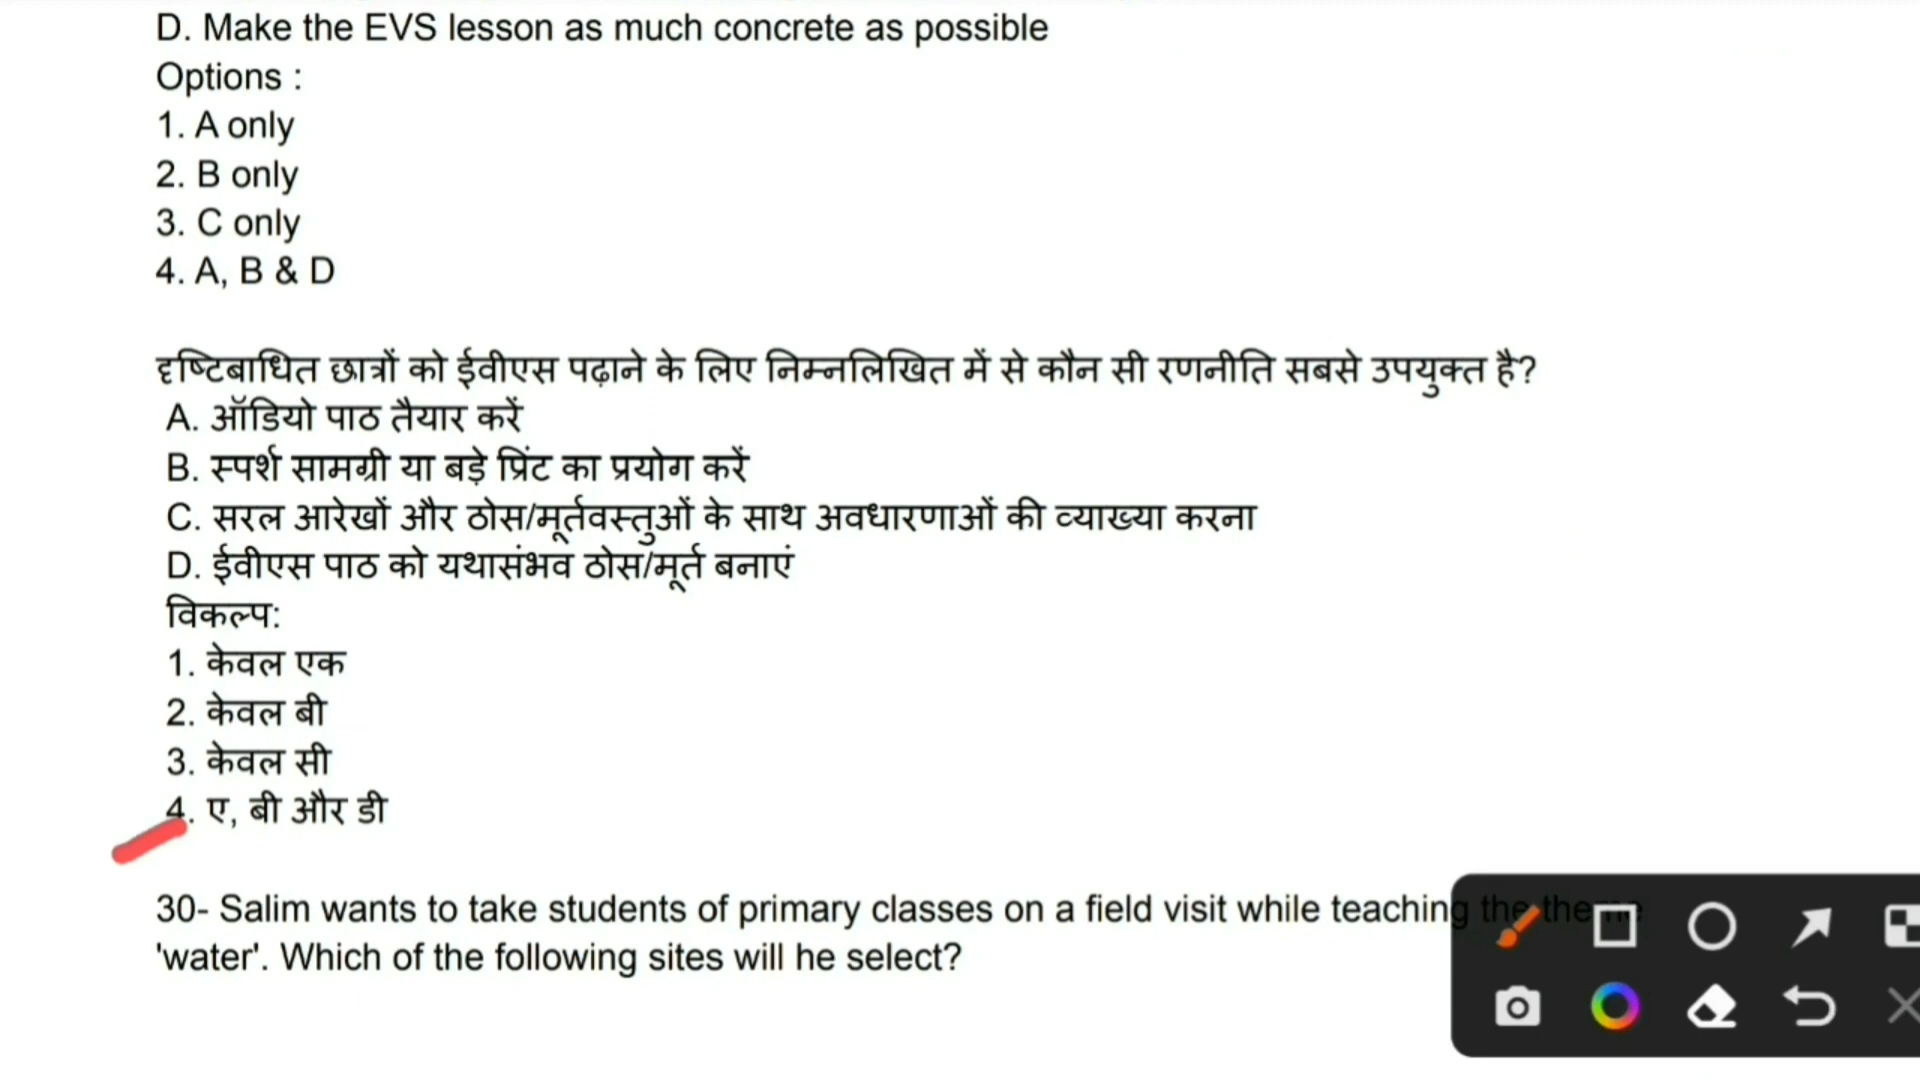 D. Make the EVS lesson as much concrete as possible
Options :
1. A only
2. B only
3. C only
4. A, B & D
दृष्टिबाधित छात्रों को ईवीएस पढ़ाने के लिए निम्नलिखित में से कौन सी रणनीति सबसे उपयुक्त है?
A. ऑडियो पाठ तैयार करें
B. स्पर्श सामग्री या बड़े प्रिंट का प्रयोग करें
C. सरल आरेखों और ठोस/मूर्तवस्तुओं के साथ अवधारणाओं की व्याख्या करना
D. ईवीएस पाठ को यथासंभव ठोस/मूर्त बनाएं
विकल्प:
1. केवल एक
2. केवल बी
3. केवल सी
4. ए, बी और डी
30- Salim wants to take students of primary classes on a field visit while teaching the theme
'water'. Which of the following sites will he select?